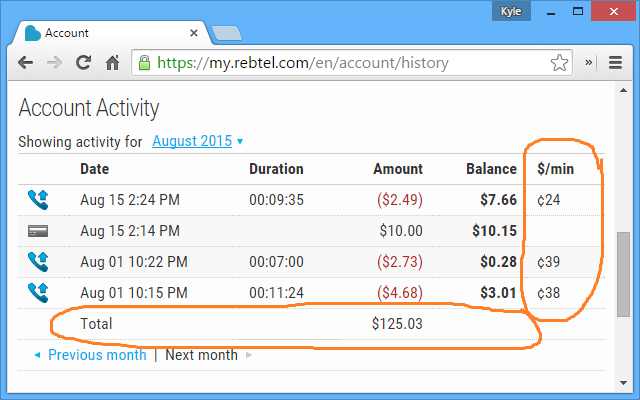 Kyle
Account
https://my.rebtel.com/en/account/history
Account Activity
Showing activity for August 2015
Date Duration Amount Balance $/min
Aug 15 2:24 PM 00:09:35 ($2.49) $7.66 ¢24
Aug 15 2:14 PM $10.00 $10.15
Aug 01 10:22 PM 00:07:00 ($2.73) $0.28 ¢39
Aug 01 10:15 PM 00:11:24 ($4.68) $3.01 ¢38
Total $125.03
Previous month | Next month